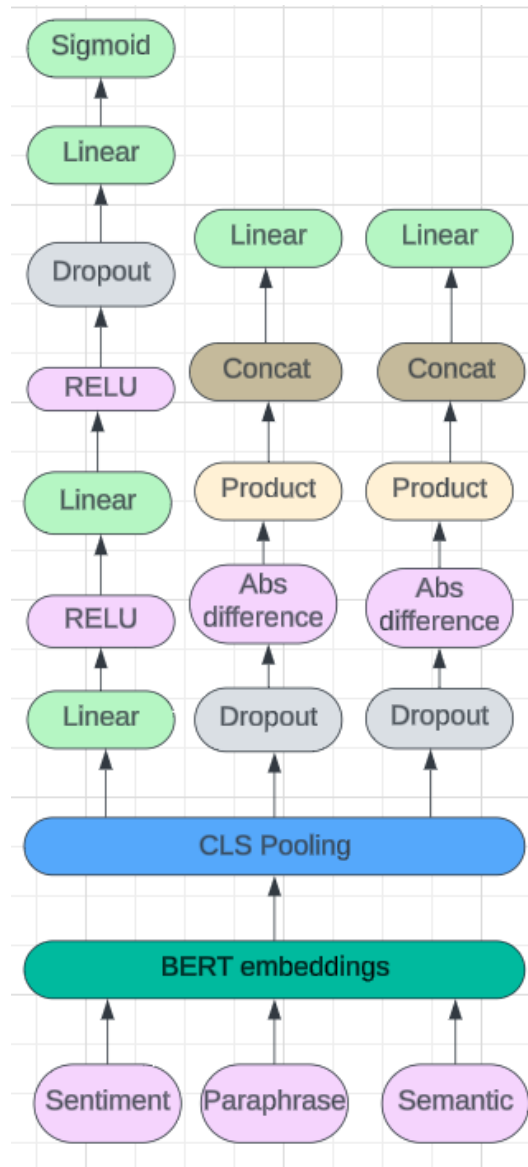 Sigmoid
Linear
Dropout
Linear
Linear
RELU
Concat
Concat
Linear
Product
Product
RELU
Abs
difference
Abs
difference
Linear
Dropout
Dropout
CLS Pooling
BERT embeddings
Sentiment
Paraphrase
Semantic